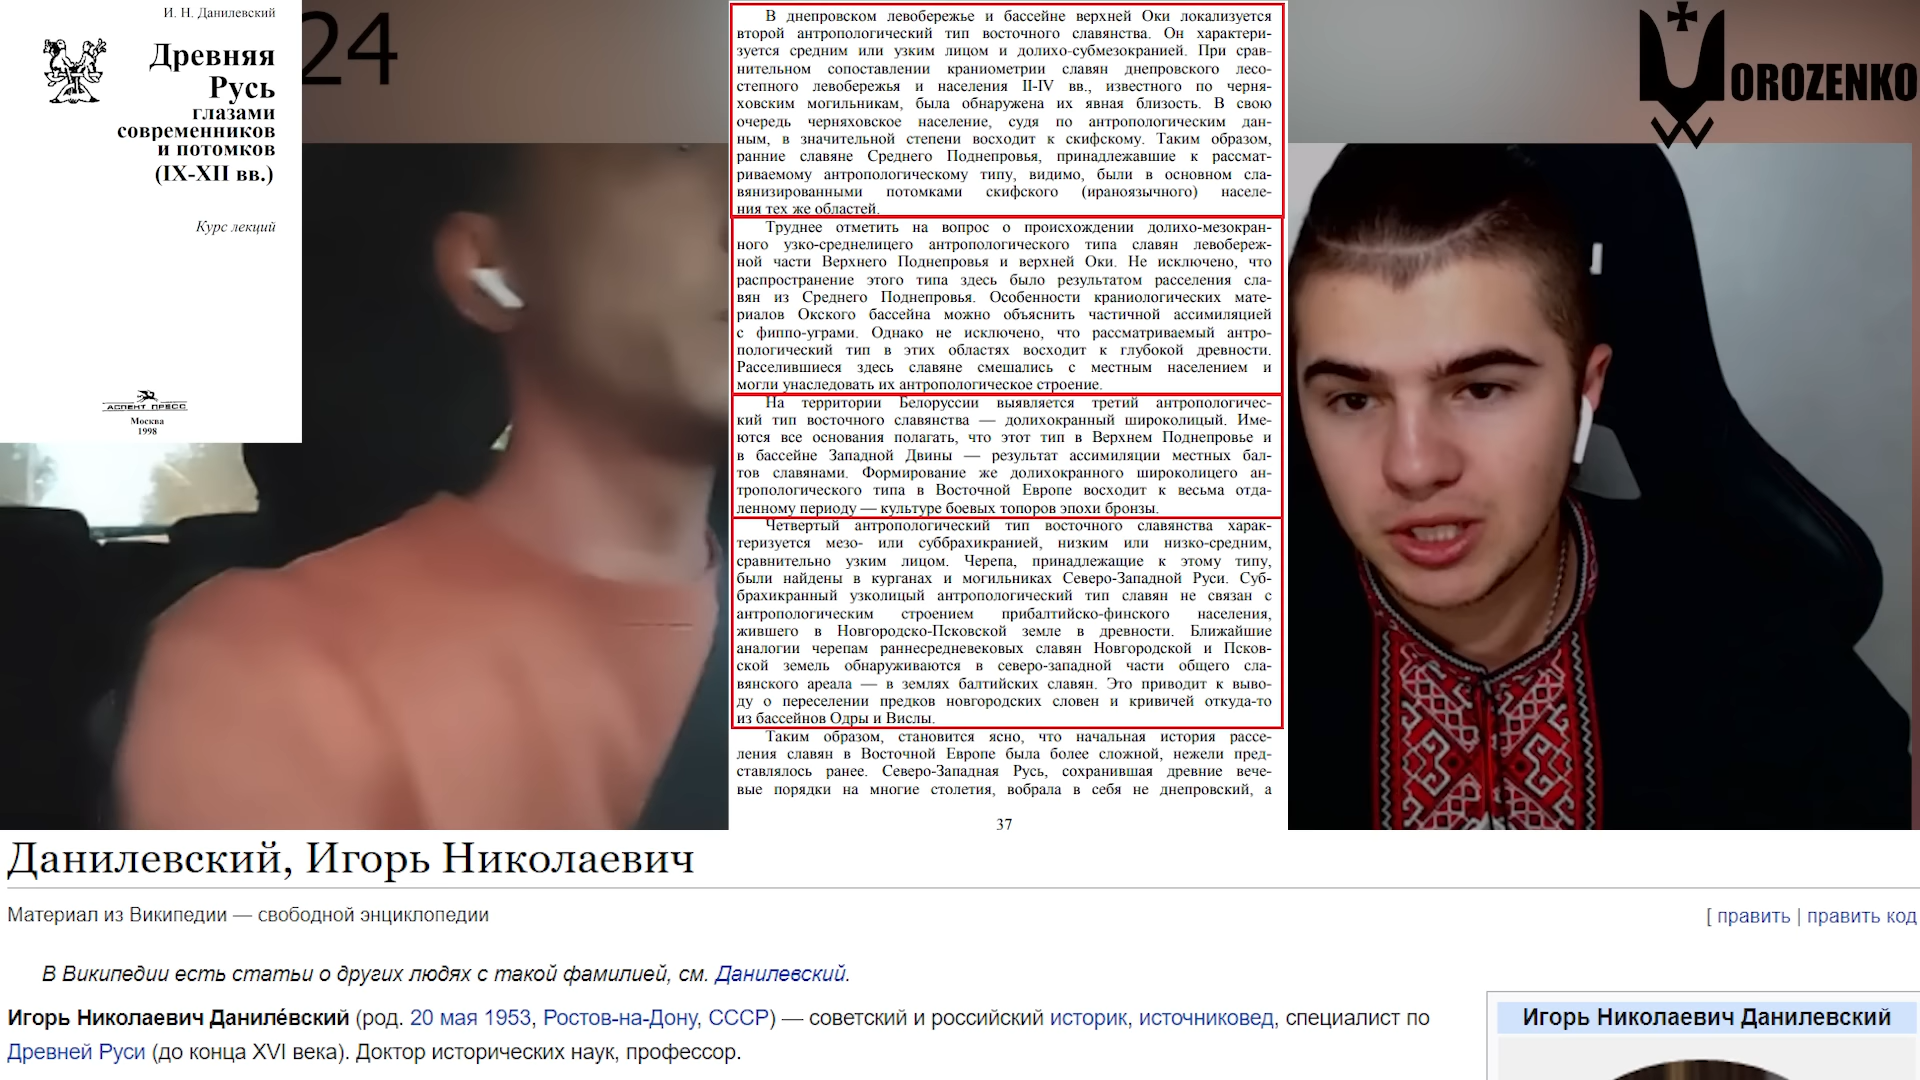 И. Н. Данилевский
Древняя
Русь
глазами
современников
и потомков
(IX-XII вв.)
Курс лекций
АСПЕКТ ПРЕСС
Москва
1998
24
В днепровском левобережье и бассейне верхней Оки локализуется
второй антропологический тип восточного славянства. Он характери-
зуется средним или узким лицом и долихо-субмезокранией. При срав-
нительном сопоставлении краниометрии славян днепровского лесо-
степного левобережья и населения II-IV вв., известного по черня-
ховским могильникам, была обнаружена их явная близость. В свою
очередь черняховское население, судя по антропологическим дан-
ным, в значительной степени восходит к скифскому. Таким образом,
ранние славяне Среднего Поднепровья, принадлежавшие к рассмат-
риваемому антропологическому типу, видимо, были в основном сла-
вянизированными потомками скифского (ираноязычного) населе-
ния тех же областей.
Труднее отметить на вопрос о происхождении долихо-мезокран-
ного узко-среднелицего антропологического типа славян левобереж-
ной части Верхнего Поднепровья и верхней Оки. Не исключено, что
распространение этого типа здесь было результатом расселения сла-
вян из Среднего Поднепровья. Особенности краниологических мате-
риалов Окского бассейна можно объяснить частичной ассимиляцией
с фиппо-уграми. Однако не исключено, что рассматриваемый антро-
пологический тип в этих областях восходит к глубокой древности.
Расселившиеся здесь славяне смешались с местным населением и
могли унаследовать их антропологическое строение.
На территории Белоруссии выявляется третий антропологичес-
кий тип восточного славянства — долихокранный широколицый. Име-
ются все основания полагать, что этот тип в Верхнем Поднепровье и
в бассейне Западной Двины — результат ассимиляции местных бал-
тов славянами. Формирование же долихокранного широколицего ан-
тропологического типа в Восточной Европе восходит к весьма отда-
ленному периоду — культуре боевых топоров эпохи бронзы.
Четвертый антропологический тип восточного славянства харак-
теризуется мезо- или суббрахикранией, низким или низко-средним,
сравнительно узким лицом. Черепа, принадлежащие к этому типу,
были найдены в курганах и могильниках Северо-Западной Руси. Суб-
брахикранный узколицый антропологический тип славян не связан с
антропологическим строением прибалтийско-финского населения,
жившего в Новгородско-Псковской земле в древности. Ближайшие
аналогии черепам раннесредневековых славян Новгородской и Псков-
ской земель обнаруживаются в северо-западной части общего сла-
вянского ареала — в землях балтийских славян. Это приводит к выво-
ду о переселении предков новгородских словен и кривичей откуда-то
из бассейнов Одры и Вислы.
Таким образом, становится ясно, что начальная история рассе-
ления славян в Восточной Европе была более сложной, нежели пред-
ставлялось ранее. Северо-Западная Русь, сохранившая древние вече-
вые порядки на многие столетия, вобрала в себя не днепровский, а
37
OROZENKO
Данилевский, Игорь Николаевич
Материал из Википедии — свободной энциклопедии
[ править | править код
В Википедии есть статьи о других людях с такой фамилией, см. Данилевский.
Игорь Николаевич Даниле́вский (род. 20 мая 1953, Ростов-на-Дону, СССР) — советский и российский историк, источниковед, специалист по
Древней Руси (до конца XVI века). Доктор исторических наук, профессор.
Игорь Николаевич Данилевский